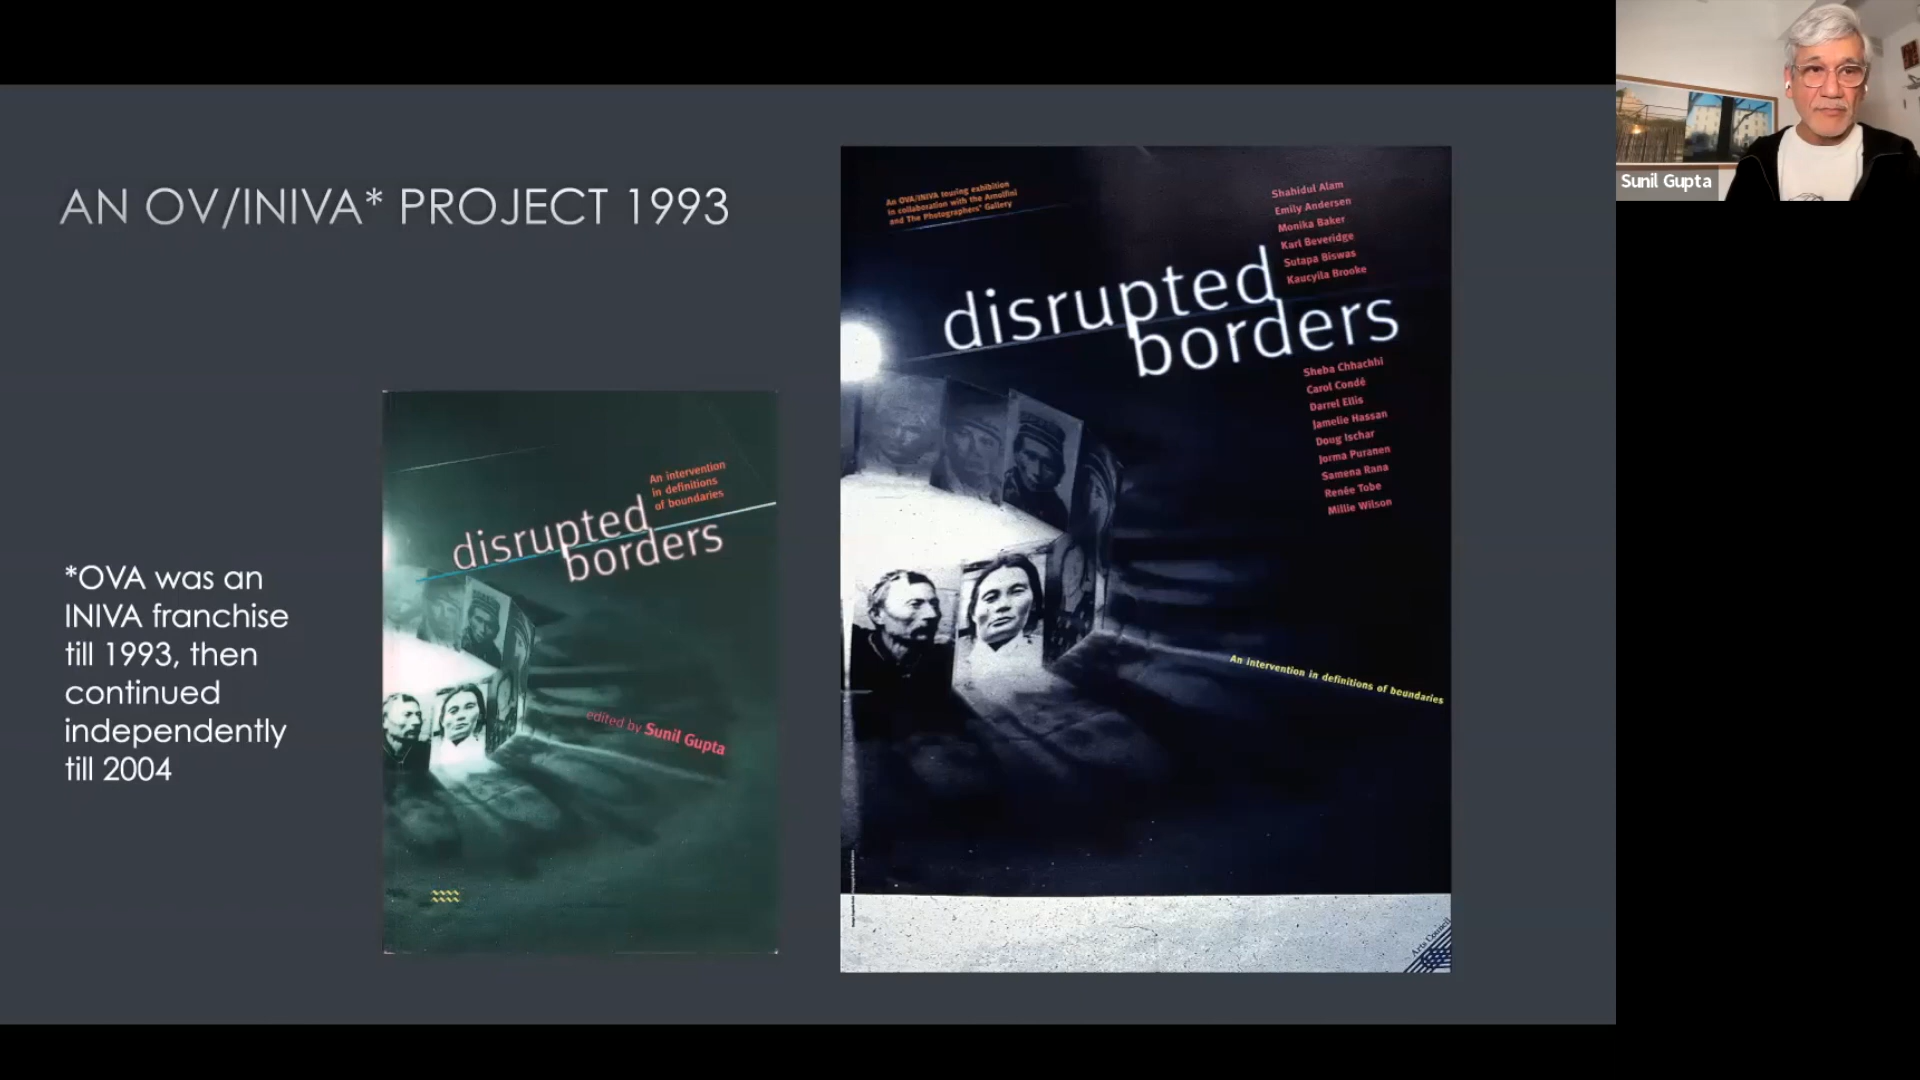 AN OV/INIVA* PROJECT 1993
*OVA was an
INIVA franchise
till 1993, then
continued
independently
till 2004
An intervention
in definitions
of boundaries
disrupted
borders
edited by Sunil Gupta
An OVA/INIVA touring exhibition
in collaboration with the Arnolfini
and The Photographers' Gallery
Shahidul Alam
Emily Andersen
Monika Baker
Karl Beveridge
Sutapa Biswas
Kaucyila Brooke
disrupted
borders
Sheba Chhachhi
Carol Condé
Darrel Ellis
Jamelie Hassan
Doug Ischar
Jorma Puranen
Samena Rana
Renée Tobe
Millie Wilson
An intervention in definitions of boundaries
Arts Council
Sunil Gupta